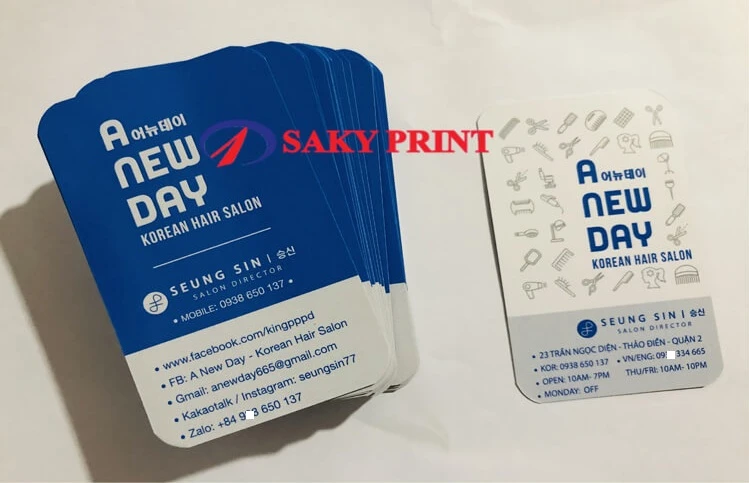 A 어뉴데이
NEW
DAY
KOREAN HAIR SALON
SEUNG SIN | 승신
SALON DIRECTOR
• MOBILE: 0938 650 137 •
• www.facebook.com/kingpppd
• FB: A New Day - Korean Hair Salon
• Gmail: anewday665@gmail.com
• Kakaotalk / Instagram: seungsin77
• Zalo: +84 9 3 650 137
SAKY PRINT
A 어뉴데이
NEW
DAY
KOREAN HAIR SALON
SEUNG SIN | 승신
SALON DIRECTOR
• 23 TRẦN NGỌC DIỆN - THẢO ĐIỀN - QUẬN 2
• KOR: 0938 650 137 • VN/ENG: 09 334 665
• OPEN: 10AM- 7PM THU/FRI: 10AM- 10PM
• MONDAY: OFF